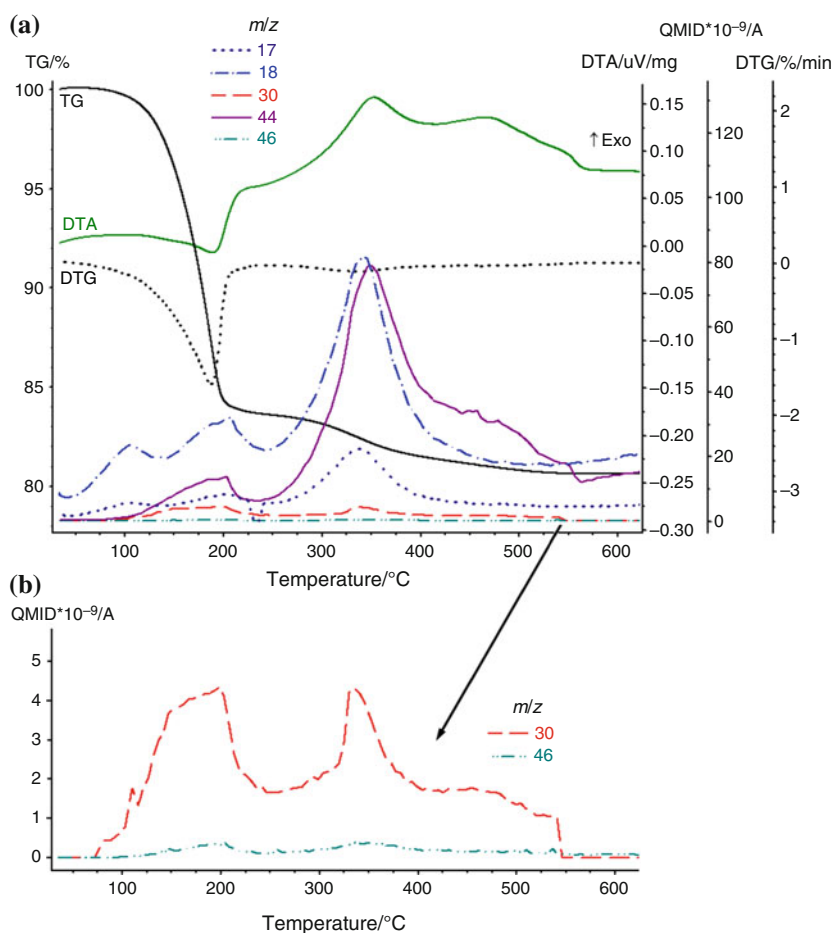 (a)
m/z
17
18
30
44
46
QMID*10–9/A
TG/%
DTA/uV/mg
DTG/%/min
100
95
90
85
80
TG
DTA
DTG
↑ Exo
0.15
0.10
0.05
0.00
–0.05
–0.10
–0.15
–0.20
–0.25
–0.30
120
100
80
60
40
20
0
2
1
0
–1
–2
–3
100 200 300 400 500 600
Temperature/°C
(b)
QMID*10–9/A
5
4
3
2
1
0
m/z
30
46
100 200 300 400 500 600
Temperature/°C